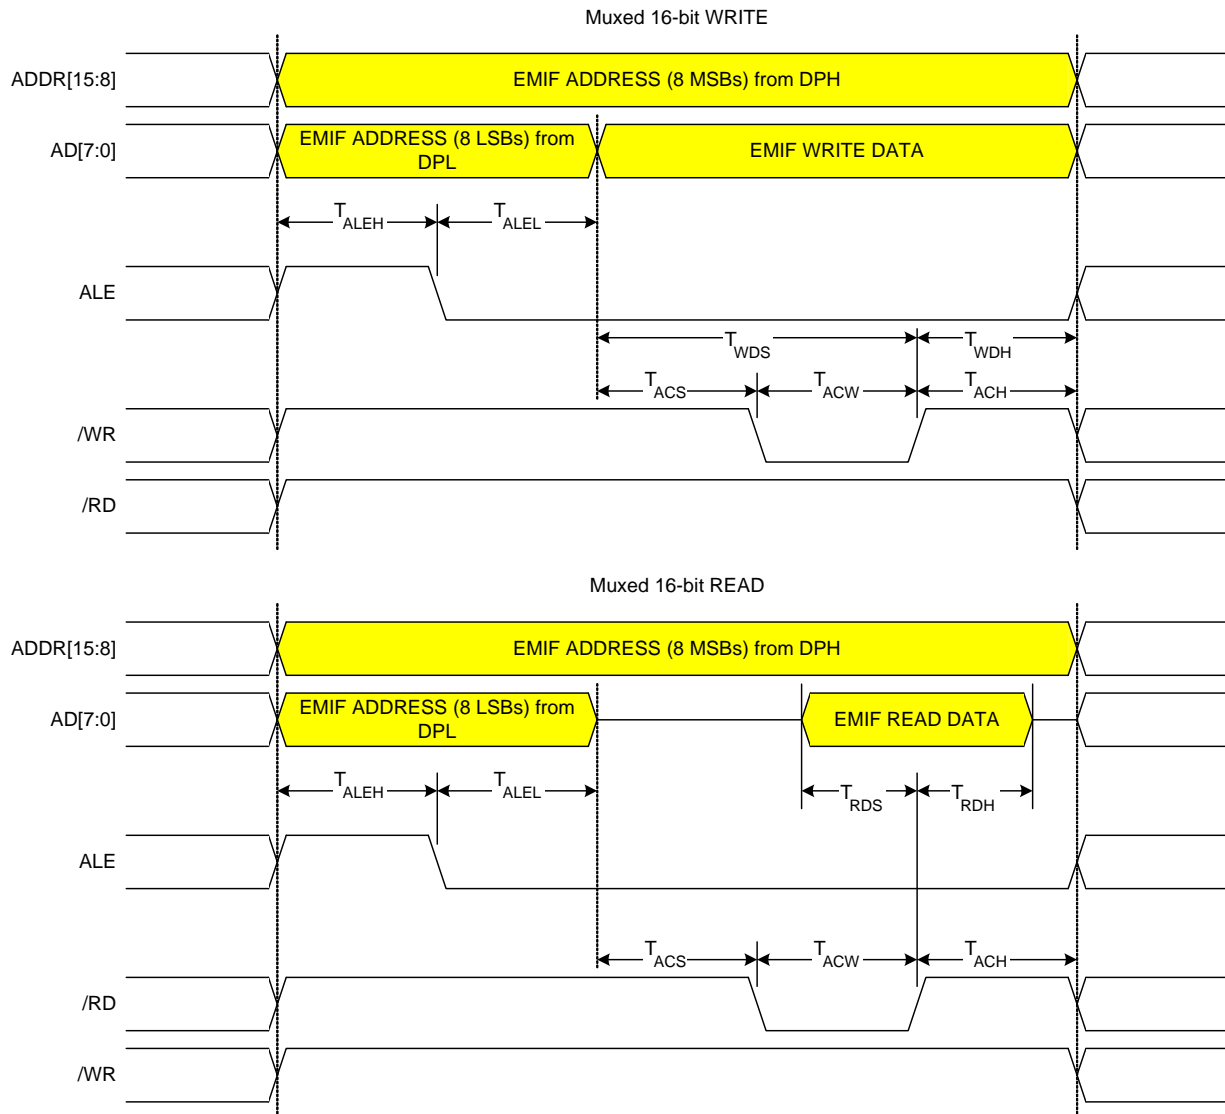 Muxed 16-bit WRITE
ADDR[15:8]
EMIF ADDRESS (8 MSBs) from DPH
AD[7:0]
EMIF ADDRESS (8 LSBs) from
DPL
EMIF WRITE DATA
TALEH
TALEL
ALE
TWDS
TWDH
TACS
TACW
TACH
/WR
/RD
Muxed 16-bit READ
ADDR[15:8]
EMIF ADDRESS (8 MSBs) from DPH
AD[7:0]
EMIF ADDRESS (8 LSBs) from
DPL
EMIF READ DATA
TALEH
TALEL
TRDS
TRDH
ALE
TACS
TACW
TACH
/RD
/WR